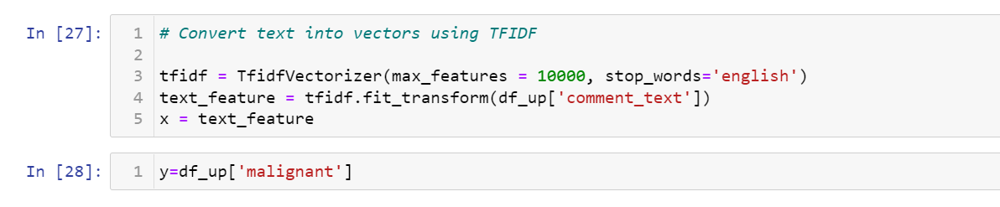 In [27]:
1 # Convert text into vectors using TFIDF
2
3 tfidf = TfidfVectorizer(max_features = 10000, stop_words='english')
4 text_feature = tfidf.fit_transform(df_up['comment_text'])
5 x = text_feature
In [28]:
1 y=df_up['malignant']